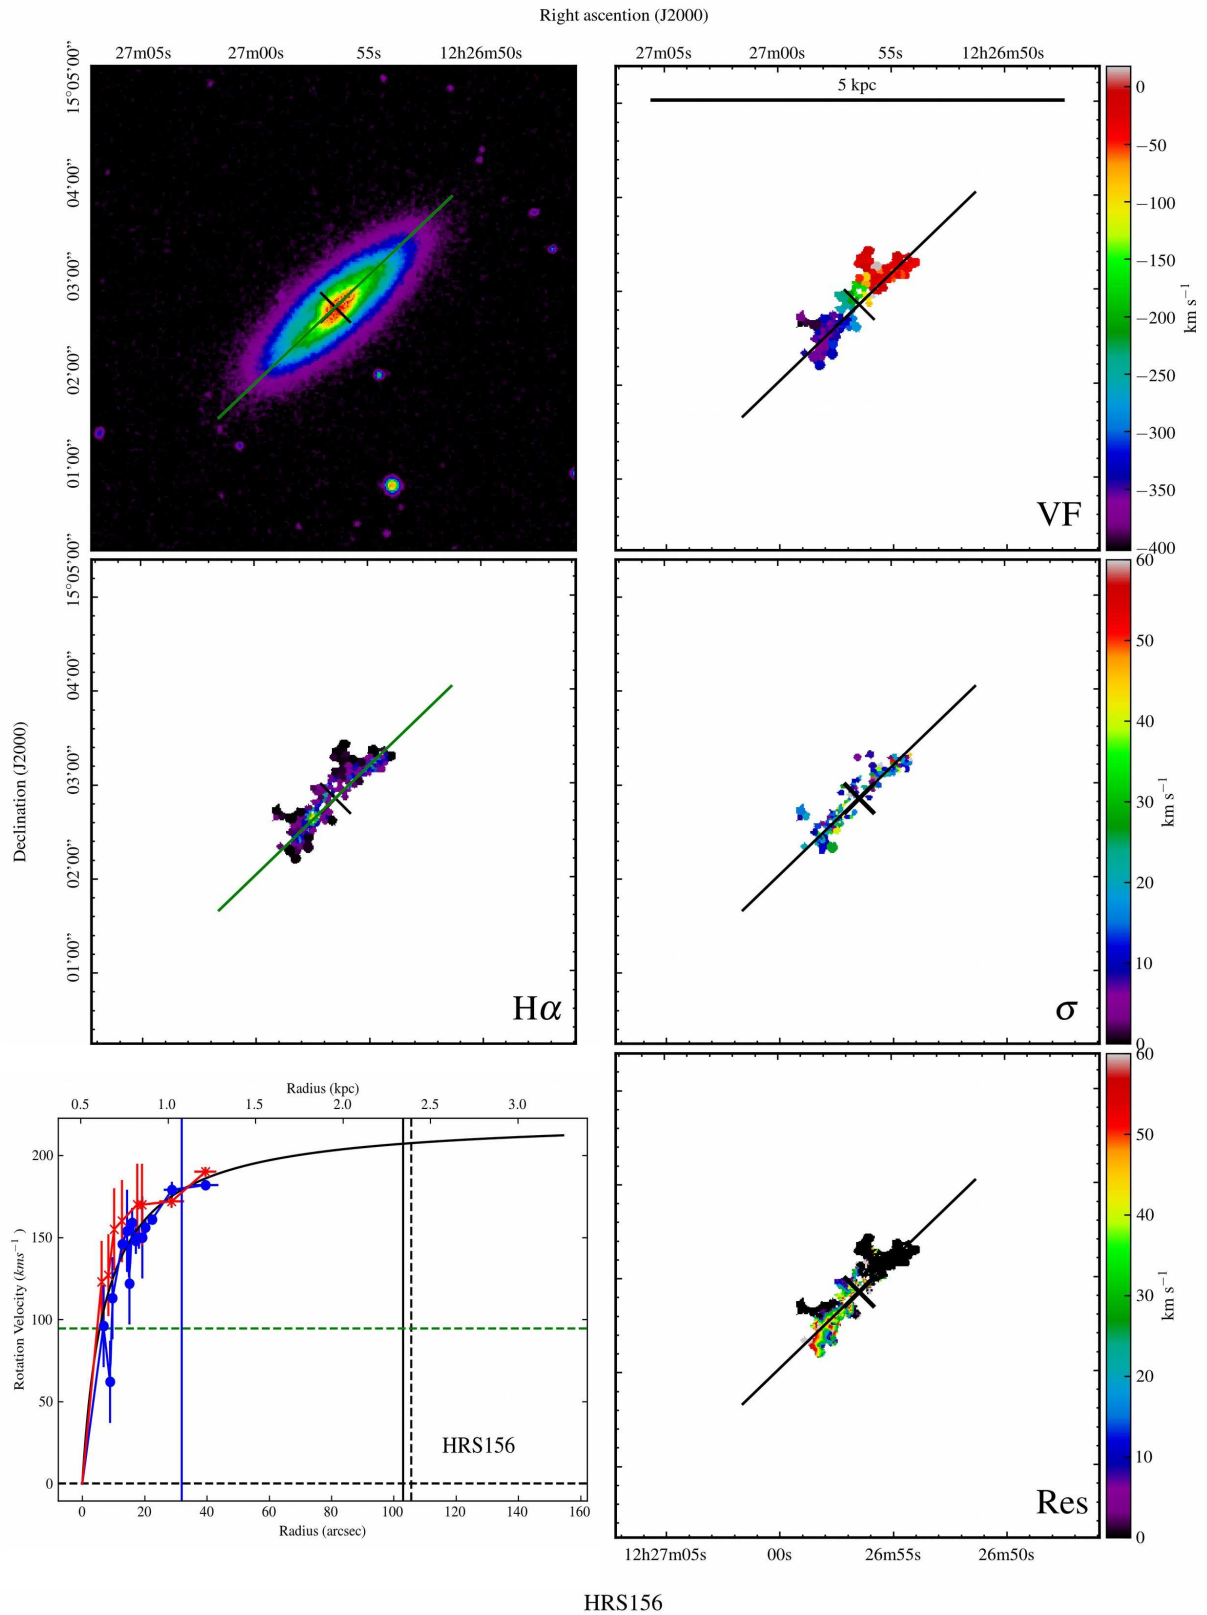 Right ascention (J2000)
27m05s 27m00s 55s 12h26m50s
27m05s 27m00s 55s 12h26m50s
15°05'00"
04'00"
03'00"
02'00"
01'00"
00'00"
5 kpc
VF
0
−50
−100
−150
−200
−250
−300
−350
−400
km s⁻¹
Declination (J2000)
15°05'00"
04'00"
03'00"
02'00"
01'00"
Hα
σ
60
50
40
30
20
10
0
km s⁻¹
Radius (kpc)
0.5 1.0 1.5 2.0 2.5 3.0
Rotation Velocity (kms⁻¹ )
200
150
100
50
0
HRS156
0 20 40 60 80 100 120 140 160
Radius (arcsec)
60
50
40
30
20
10
0
km s⁻¹
Res
12h27m05s 00s 26m55s 26m50s
HRS156